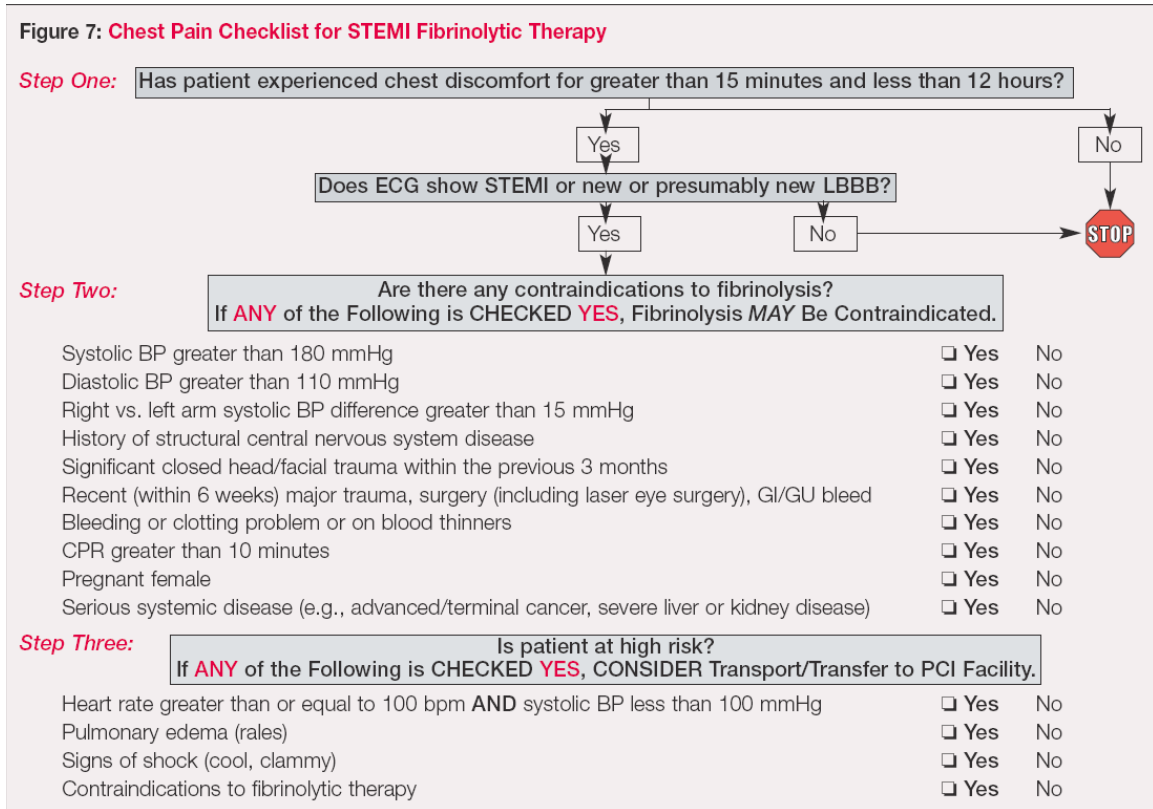 Figure 7: Chest Pain Checklist for STEMI Fibrinolytic Therapy
Step One: Has patient experienced chest discomfort for greater than 15 minutes and less than 12 hours?
Yes No
Does ECG show STEMI or new or presumably new LBBB?
Yes No STOP
Step Two: Are there any contraindications to fibrinolysis?
If ANY of the Following is CHECKED YES, Fibrinolysis MAY Be Contraindicated.
Systolic BP greater than 180 mmHg ❏ Yes No
Diastolic BP greater than 110 mmHg ❏ Yes No
Right vs. left arm systolic BP difference greater than 15 mmHg ❏ Yes No
History of structural central nervous system disease ❏ Yes No
Significant closed head/facial trauma within the previous 3 months ❏ Yes No
Recent (within 6 weeks) major trauma, surgery (including laser eye surgery), GI/GU bleed ❏ Yes No
Bleeding or clotting problem or on blood thinners ❏ Yes No
CPR greater than 10 minutes ❏ Yes No
Pregnant female ❏ Yes No
Serious systemic disease (e.g., advanced/terminal cancer, severe liver or kidney disease) ❏ Yes No
Step Three: Is patient at high risk?
If ANY of the Following is CHECKED YES, CONSIDER Transport/Transfer to PCI Facility.
Heart rate greater than or equal to 100 bpm AND systolic BP less than 100 mmHg ❏ Yes No
Pulmonary edema (rales) ❏ Yes No
Signs of shock (cool, clammy) ❏ Yes No
Contraindications to fibrinolytic therapy ❏ Yes No